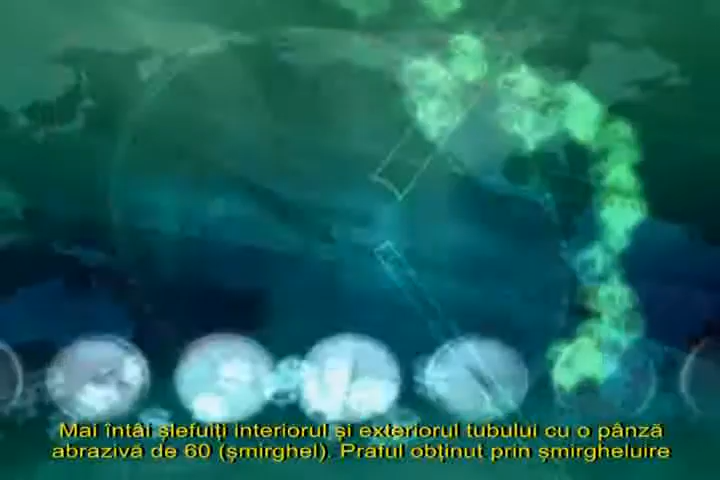 Mai întâi șlefuiți interiorul și exteriorul tubului cu o pânză
abrazivă de 60 (șmirghel). Praful obținut prin șmirgheluire